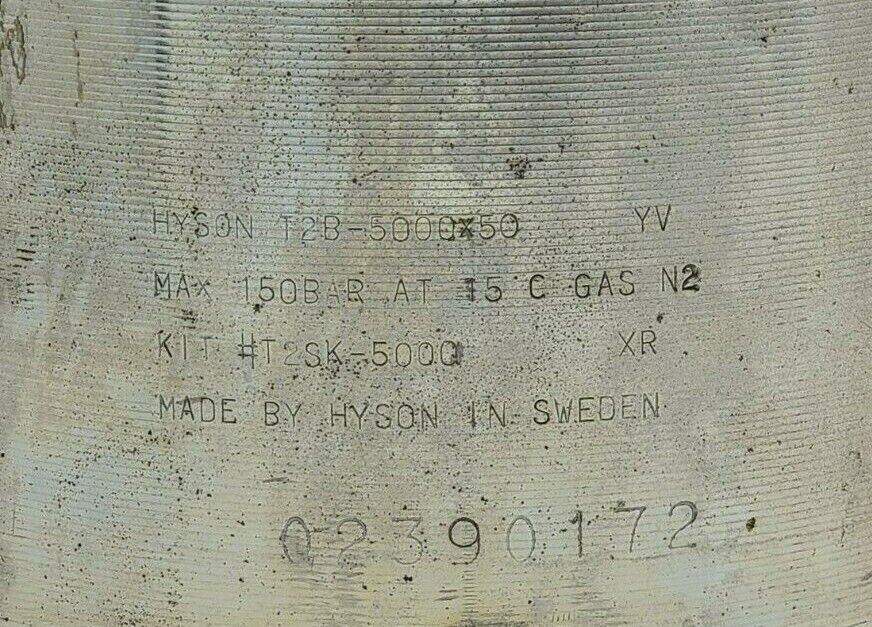 HYSON T2B-5000x50 YV
MAX 150BAR AT 15 C GAS N2
KIT #T2SK-5000 XR
MADE BY HYSON IN SWEDEN
02390172